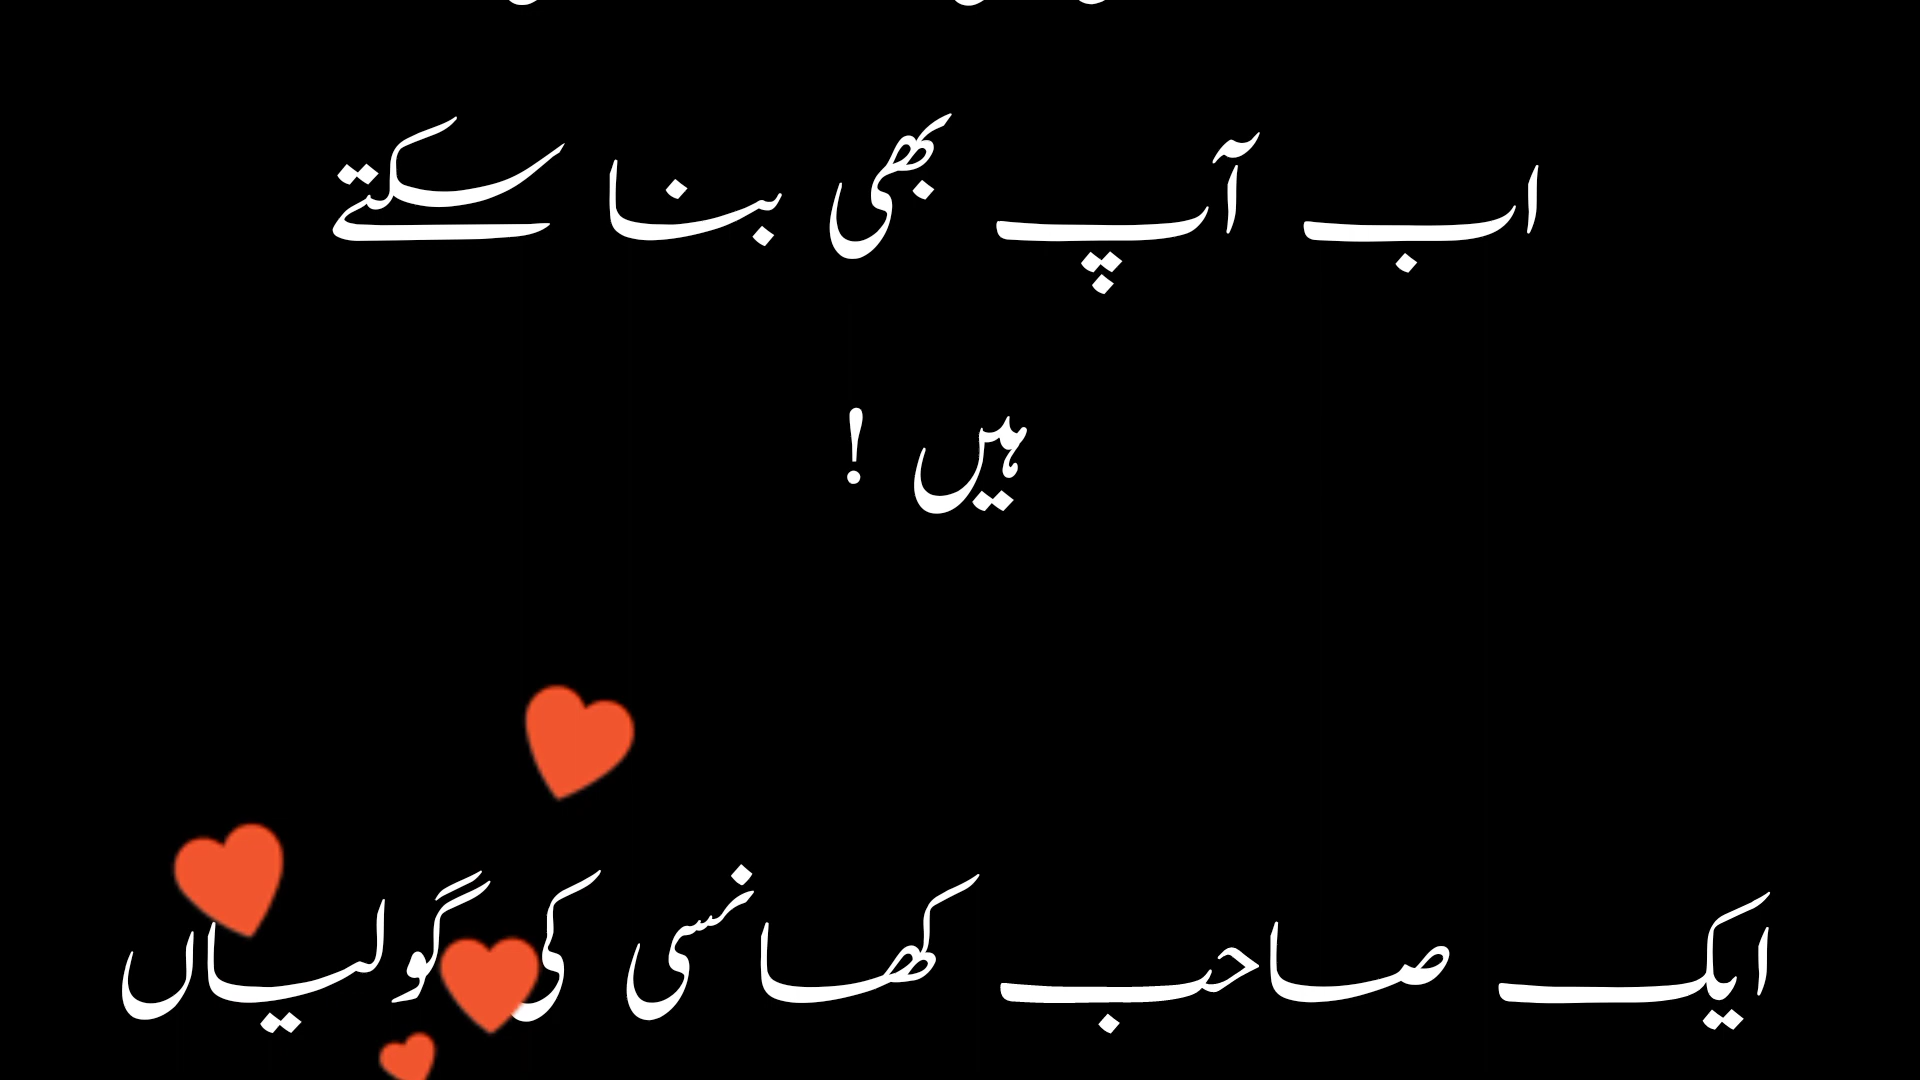 اب آپ بھی بنا سکتے
ہیں !
ایک صاحب کھانسی کی گولیاں